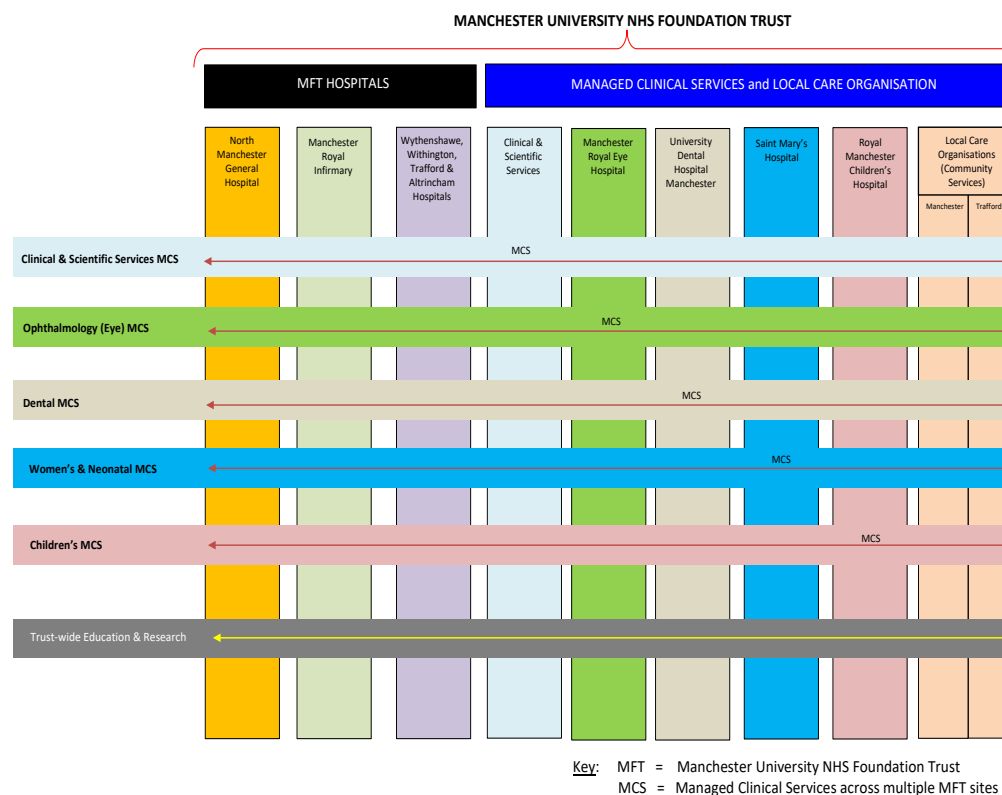 MANCHESTER UNIVERSITY NHS FOUNDATION TRUST
MFT HOSPITALS
MANAGED CLINICAL SERVICES and LOCAL CARE ORGANISATION
North
Manchester
General
Hospital
Manchester
Royal
Infirmary
Wythenshawe,
Withington,
Trafford &
Altrincham
Hospitals
Clinical &
Scientific
Services
Manchester
Royal Eye
Hospital
University
Dental
Hospital
Manchester
Saint Mary's
Hospital
Royal
Manchester
Children's
Hospital
Local Care
Organisations
(Community
Services)
Manchester
Trafford
Clinical & Scientific Services MCS
MCS
Ophthalmology (Eye) MCS
MCS
Dental MCS
MCS
Women's & Neonatal MCS
MCS
Children's MCS
MCS
Trust-wide Education & Research
Key: MFT = Manchester University NHS Foundation Trust
MCS = Managed Clinical Services across multiple MFT sites